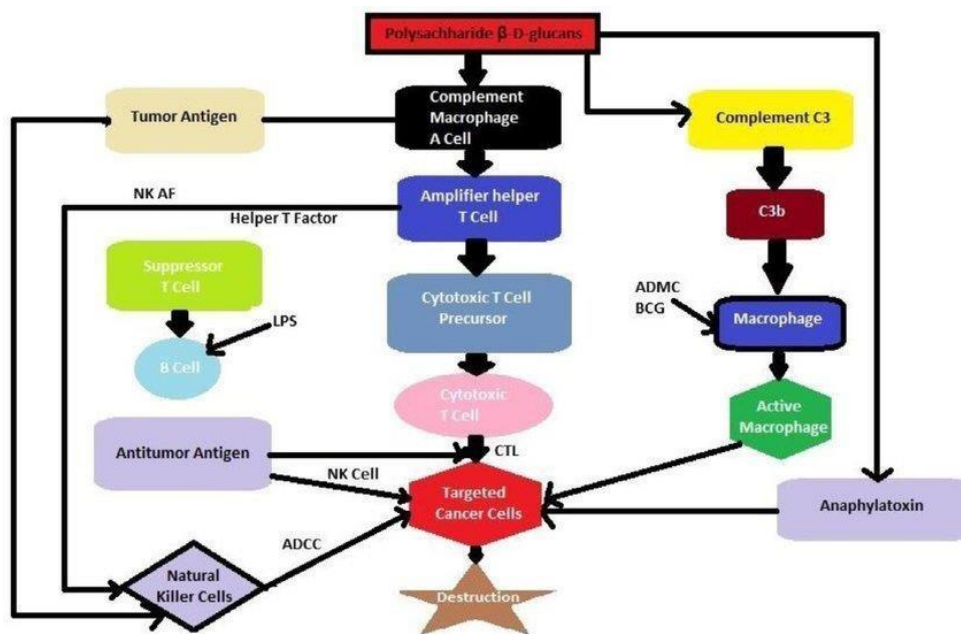 Polysachharide β-D-glucans
Tumor Antigen
Complement
Macrophage
A Cell
Complement C3
NK AF
Helper T Factor
Amplifier helper
T Cell
C3b
Suppressor
T Cell
LPS
B Cell
Cytotoxic T Cell
Precursor
ADMC
BCG
Macrophage
Cytotoxic
T Cell
Active
Macrophage
Antitumor Antigen
CTL
NK Cell
Targeted
Cancer Cells
Anaphylatoxin
ADCC
Natural
Killer Cells
Destruction